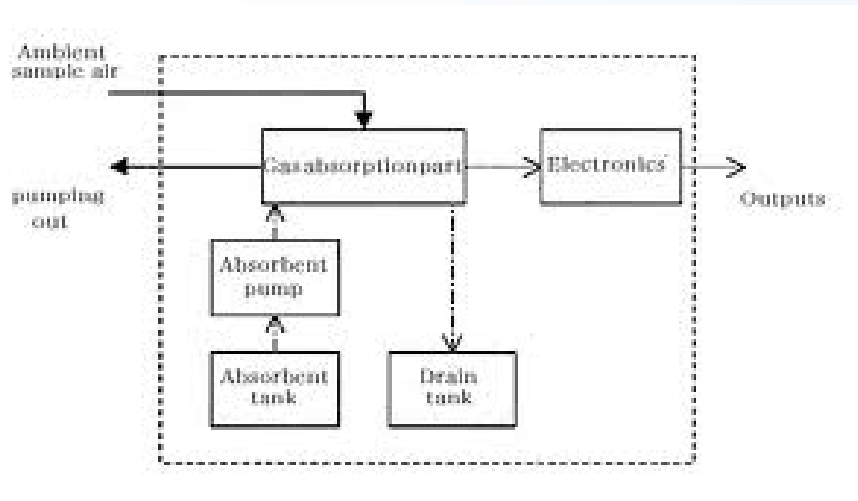 Ambient
sample air
Gasabsorptionpart
Electronics
pumping
out
Outputs
Absorbent
pump
Absorbent
tank
Drain
tank